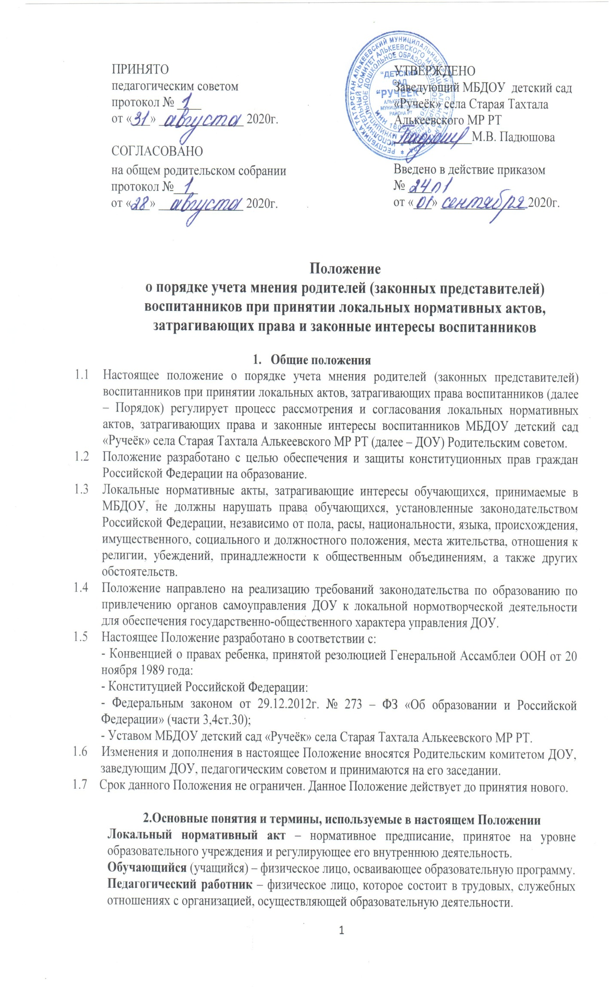 ПРИНЯТО
педагогическим советом
протокол № 1
от «31» августа 2020г.
СОГЛАСОВАНО
на общем родительском собрании
протокол № 1
от «28» августа 2020г.
УТВЕРЖДЕНО
Заведующий МБДОУ детский сад
«Ручеёк» села Старая Тахтала
Алькеевского МР РТ
М.В. Падюшова
Введено в действие приказом
№ 24п1
от «01» сентября 2020г.
"ДЕТСКИЙ
САД
"РУЧЕЕК"
АЛЬКЕЕВСКОГО
МУНИЦИПАЛЬНОГО
РАЙОНА РТ
Положение
о порядке учета мнения родителей (законных представителей)
воспитанников при принятии локальных нормативных актов,
затрагивающих права и законные интересы воспитанников
1. Общие положения
1.1 Настоящее положение о порядке учета мнения родителей (законных представителей)
воспитанников при принятии локальных актов, затрагивающих права воспитанников (далее
– Порядок) регулирует процесс рассмотрения и согласования локальных нормативных
актов, затрагивающих права и законные интересы воспитанников МБДОУ детский сад
«Ручеёк» села Старая Тахтала Алькеевского МР РТ (далее – ДОУ) Родительским советом.
1.2 Положение разработано с целью обеспечения и защиты конституционных прав граждан
Российской Федерации на образование.
1.3 Локальные нормативные акты, затрагивающие интересы обучающихся, принимаемые в
МБДОУ, не должны нарушать права обучающихся, установленные законодательством
Российской Федерации, независимо от пола, расы, национальности, языка, происхождения,
имущественного, социального и должностного положения, места жительства, отношения к
религии, убеждений, принадлежности к общественным объединениям, а также других
обстоятельств.
1.4 Положение направлено на реализацию требований законодательства по образованию по
привлечению органов самоуправления ДОУ к локальной нормотворческой деятельности
для обеспечения государственно-общественного характера управления ДОУ.
1.5 Настоящее Положение разработано в соответствии с:
- Конвенцией о правах ребенка, принятой резолюцией Генеральной Ассамблеи ООН от 20
ноября 1989 года:
- Конституцией Российской Федерации:
- Федеральным законом от 29.12.2012г. № 273 – ФЗ «Об образовании и Российской
Федерации» (части 3,4ст.30);
- Уставом МБДОУ детский сад «Ручеёк» села Старая Тахтала Алькеевского МР РТ.
1.6 Изменения и дополнения в настоящее Положение вносятся Родительским комитетом ДОУ,
заведующим ДОУ, педагогическим советом и принимаются на его заседании.
1.7 Срок данного Положения не ограничен. Данное Положение действует до принятия нового.
2.Основные понятия и термины, используемые в настоящем Положении
Локальный нормативный акт – нормативное предписание, принятое на уровне
образовательного учреждения и регулирующее его внутреннюю деятельность.
Обучающийся (учащийся) – физическое лицо, осваивающее образовательную программу.
Педагогический работник – физическое лицо, которое состоит в трудовых, служебных
отношениях с организацией, осуществляющей образовательную деятельности.
1